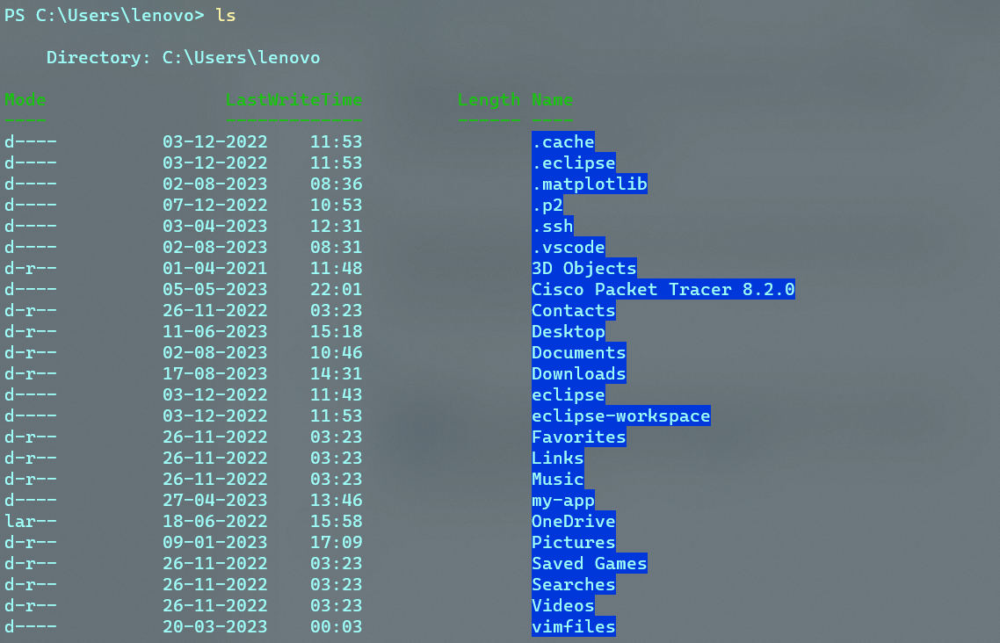 PS C:\Users\lenovo> ls
Directory: C:\Users\lenovo
Mode LastWriteTime Length Name
---- ------------- ------ ----
d---- 03-12-2022 11:53 .cache
d---- 03-12-2022 11:53 .eclipse
d---- 02-08-2023 08:36 .matplotlib
d---- 07-12-2022 10:53 .p2
d---- 03-04-2023 12:31 .ssh
d---- 02-08-2023 08:31 .vscode
d-r-- 01-04-2021 11:48 3D Objects
d---- 05-05-2023 22:01 Cisco Packet Tracer 8.2.0
d-r-- 26-11-2022 03:23 Contacts
d-r-- 11-06-2023 15:18 Desktop
d-r-- 02-08-2023 10:46 Documents
d-r-- 17-08-2023 14:31 Downloads
d---- 03-12-2022 11:43 eclipse
d---- 03-12-2022 11:53 eclipse-workspace
d-r-- 26-11-2022 03:23 Favorites
d-r-- 26-11-2022 03:23 Links
d-r-- 26-11-2022 03:23 Music
d---- 27-04-2023 13:46 my-app
lar-- 18-06-2022 15:58 OneDrive
d-r-- 09-01-2023 17:09 Pictures
d-r-- 26-11-2022 03:23 Saved Games
d-r-- 26-11-2022 03:23 Searches
d-r-- 26-11-2022 03:23 Videos
d---- 20-03-2023 00:03 vimfiles